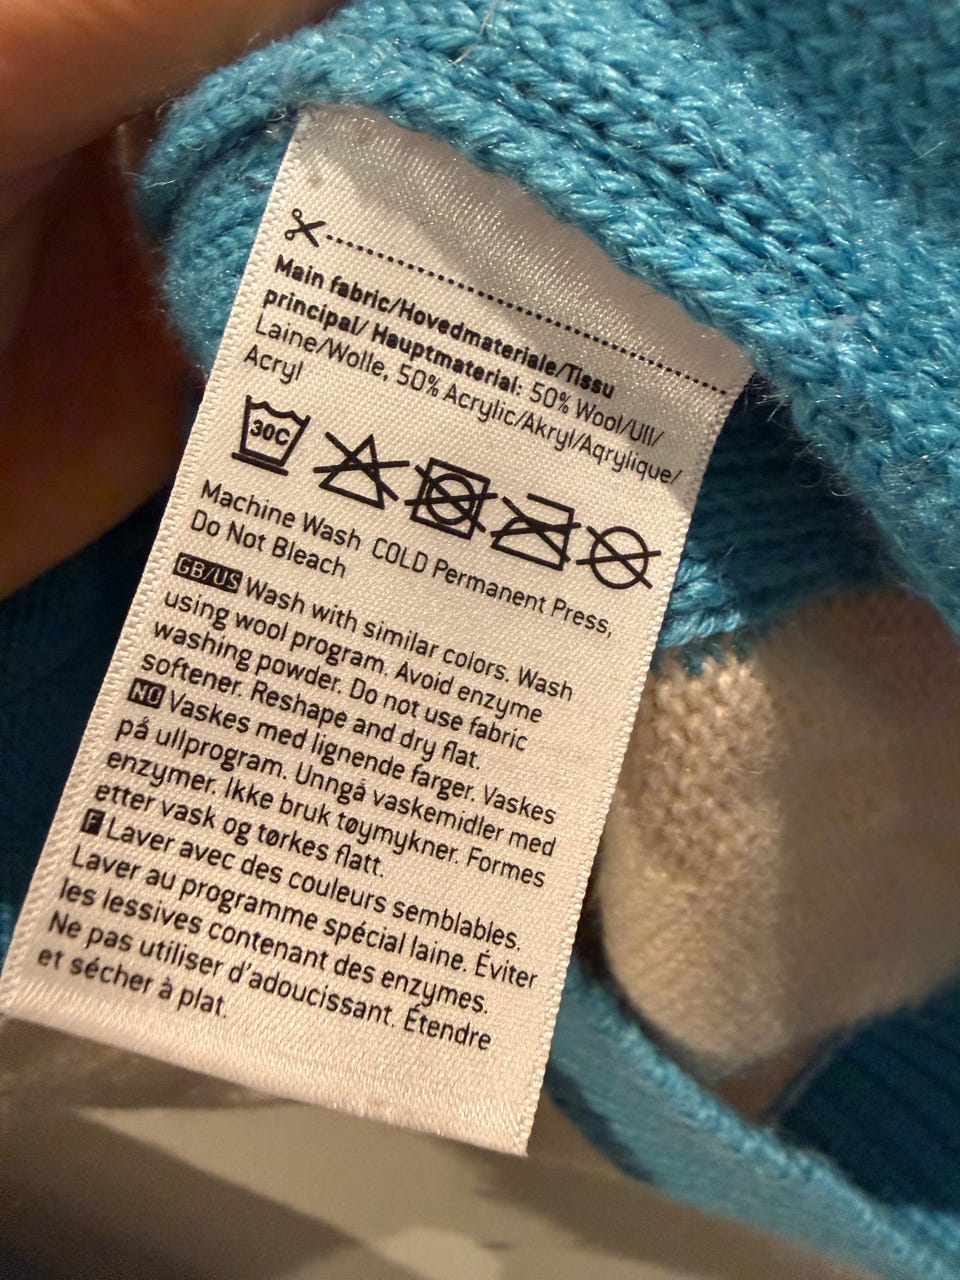 Main fabric/Hovedmateriale/Tissu
principal/ Hauptmaterial: 50% Wool/Ull/
Laine/Wolle, 50% Acrylic/Akryl/Aqrylique/
Acryl
30C
Machine Wash COLD Permanent Press,
Do Not Bleach
GB/US Wash with similar colors. Wash
using wool program. Avoid enzyme
washing powder. Do not use fabric
softener. Reshape and dry flat.
NO Vaskes med lignende farger. Vaskes
på ullprogram. Unngå vaskemidler med
enzymer. Ikke bruk tøymykner. Formes
etter vask og tørkes flatt.
F Laver avec des couleurs semblables.
Laver au programme spécial laine. Éviter
les lessives contenant des enzymes.
Ne pas utiliser d'adoucissant. Étendre
et sécher à plat.